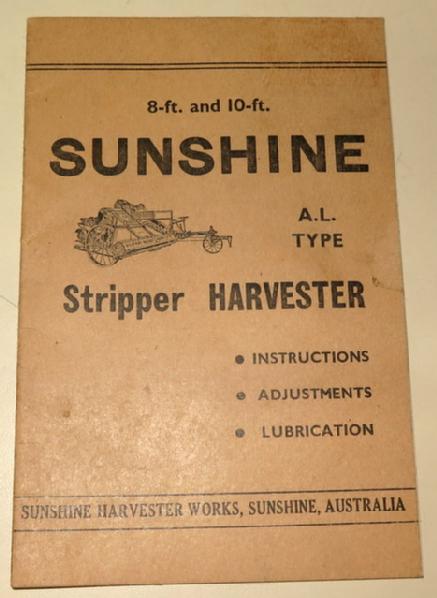 8-ft. and 10-ft.
SUNSHINE
A.L.
TYPE
Stripper HARVESTER
● INSTRUCTIONS
● ADJUSTMENTS
● LUBRICATION
SUNSHINE HARVESTER WORKS, SUNSHINE, AUSTRALIA